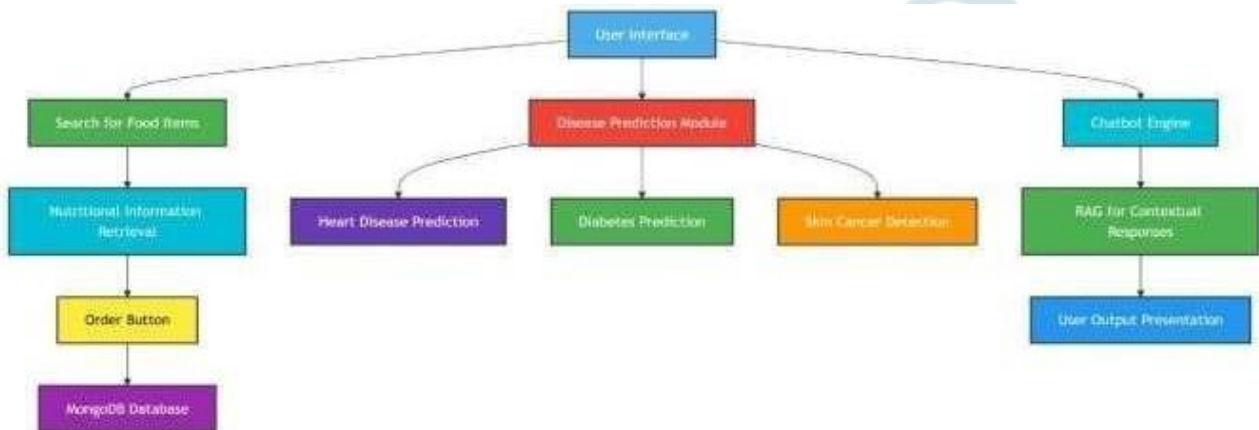 User Interface
Search for Food Items
Disease Prediction Module
Chatbot Engine
Nutritional Information
Retrieval
Heart Disease Prediction
Diabetes Prediction
Skin Cancer Detection
RAG for Contextual
Responses
Order Button
User Output Presentation
MongoDB Database